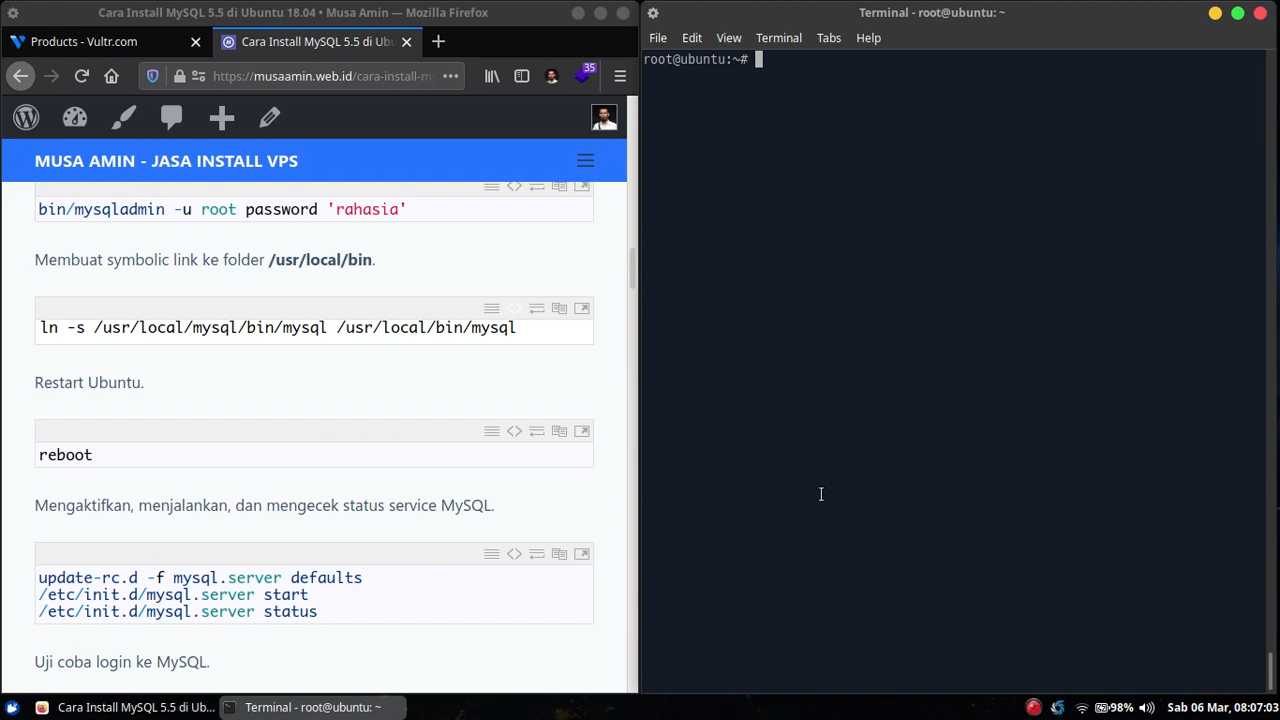 Cara Install MySQL 5.5 di Ubuntu 18.04 • Musa Amin — Mozilla Firefox
Products - Vultr.com
Cara Install MySQL 5.5 di Ub
https://musaamin.web.id/cara-install-m
35
MUSA AMIN - JASA INSTALL VPS
bin/mysqladmin -u root password 'rahasia'
Membuat symbolic link ke folder /usr/local/bin.
ln -s /usr/local/mysql/bin/mysql /usr/local/bin/mysql
Restart Ubuntu.
reboot
Mengaktifkan, menjalankan, dan mengecek status service MySQL.
update-rc.d -f mysql.server defaults
/etc/init.d/mysql.server start
/etc/init.d/mysql.server status
Uji coba login ke MySQL.
Terminal - root@ubuntu: ~
File Edit View Terminal Tabs Help
root@ubuntu:~#
Cara Install MySQL 5.5 di Ub...
Terminal - root@ubuntu: ~
98%
Sab 06 Mar, 08:07:03